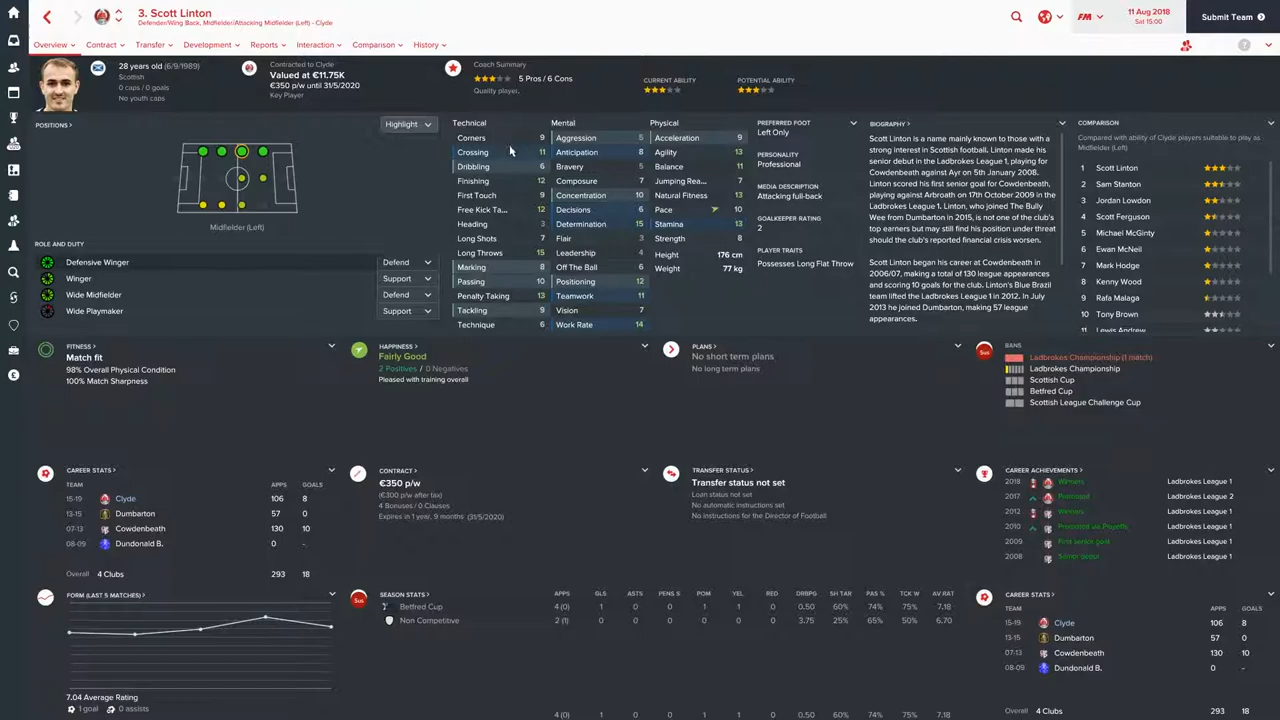 3. Scott Linton
Defender/Wing Back, Midfielder/Attacking Midfielder (Left) - Clyde
FM
11 Aug 2018
Sat 15:00
Submit Team
Overview
Contract
Transfer
Development
Reports
Interaction
Comparison
History
28 years old (6/9/1989)
Scottish
0 caps / 0 goals
No youth caps
Contracted to Clyde
Valued at €11.75K
€350 p/w until 31/5/2020
Key Player
Coach Summary
5 Pros / 6 Cons
Quality player,
CURRENT ABILITY
POTENTIAL ABILITY
POSITIONS >
Highlight
Midfielder (Left)
ROLE AND DUTY
Defensive Winger Defend
Winger Support
Wide Midfielder Defend
Wide Playmaker Support
Technical
Corners 9
Crossing 11
Dribbling 6
Finishing 12
First Touch 9
Free Kick Ta... 12
Heading 3
Long Shots 7
Long Throws 15
Marking 8
Passing 10
Penalty Taking 13
Tackling 9
Technique 6
Mental
Aggression 5
Anticipation 8
Bravery 5
Composure 7
Concentration 10
Decisions 6
Determination 15
Flair 3
Leadership 4
Off The Ball 6
Positioning 12
Teamwork 11
Vision 7
Work Rate 14
Physical
Acceleration 9
Agility 13
Balance 11
Jumping Rea... 7
Natural Fitness 13
Pace 10
Stamina 13
Strength 8
Height 176 cm
Weight 77 kg
PREFERRED FOOT
Left Only
PERSONALITY
Professional
MEDIA DESCRIPTION
Attacking full-back
GOALKEEPER RATING
2
PLAYER TRAITS
Possesses Long Flat Throw
BIOGRAPHY >
Scott Linton is a name mainly known to those with a
strong interest in Scottish football. Linton made his
senior debut in the Ladbrokes League 1, playing for
Cowdenbeath against Ayr on 5th January 2008.
Linton scored his first senior goal for Cowdenbeath,
playing against Arbroath on 17th October 2009 in the
Ladbrokes League 1. Linton, who joined The Bully
Wee from Dumbarton in 2015, is not one of the club's
top earners but may still find his position under threat
should the club's reported financial crisis worsen.
Scott Linton began his career at Cowdenbeath in
2006/07, making a total of 130 league appearances
and scoring 10 goals for the club. Linton's Blue Brazil
team lifted the Ladbrokes League 1 in 2012. In July
2013 he joined Dumbarton, making 57 league
appearances.
COMPARISON >
Compared with ability of Clyde players suitable to play as
Midfielder (Left)
1 Scott Linton
2 Sam Stanton
3 Jordan Lowdon
4 Scott Ferguson
5 Michael McGinty
6 Ewan McNeil
7 Mark Hodge
8 Kenny Wood
9 Rafa Malaga
10 Tony Brown
11 Lewis Andrew
FITNESS >
Match fit
98% Overall Physical Condition
100% Match Sharpness
HAPPINESS >
Fairly Good
2 Positives / 0 Negatives
Pleased with training overall
PLANS >
No short term plans
No long term plans
Sus
BANS
Ladbrokes Championship (1 match)
Ladbrokes Championship
Scottish Cup
Betfred Cup
Scottish League Challenge Cup
CAREER STATS >
TEAM APPS GOALS
15-19 Clyde 106 8
13-15 Dumbarton 57 0
07-13 Cowdenbeath 130 10
08-09 Dundonald B. 0 -
Overall 4 Clubs 293 18
CONTRACT >
€350 p/w
(€300 p/w after tax)
4 Bonuses / 0 Clauses
Expires in 1 year, 9 months (31/5/2020)
TRANSFER STATUS >
Transfer status not set
Loan status not set
No automatic instructions set
No instructions for the Director of Football
CAREER ACHIEVEMENTS >
2018 Winners Ladbrokes League 1
2017 Promoted Ladbrokes League 2
2012 Winners Ladbrokes League 1
2010 Promoted via Playoffs Ladbrokes League 1
2009 First senior goal Ladbrokes League 1
2008 Senior debut Ladbrokes League 1
FORM (LAST 5 MATCHES) >
7.04 Average Rating
1 goal 0 assists
Sus
SEASON STATS > APPS GLS ASTS PENS S POM YEL RED DRBPG SH TAR PAS % TCK W AV RAT
Betfred Cup 4 (0) 1 0 0 1 1 0 0.50 60% 74% 75% 7.18
Non Competitive 2 (1) 0 0 0 0 0 0 3.75 25% 65% 50% 6.70
4 (0) 1 0 0 1 1 0 0.50 60% 74% 75% 7.18
CAREER STATS >
TEAM APPS GOALS
15-19 Clyde 106 8
13-15 Dumbarton 57 0
07-13 Cowdenbeath 130 10
08-09 Dundonald B. 0 -
Overall 4 Clubs 293 18